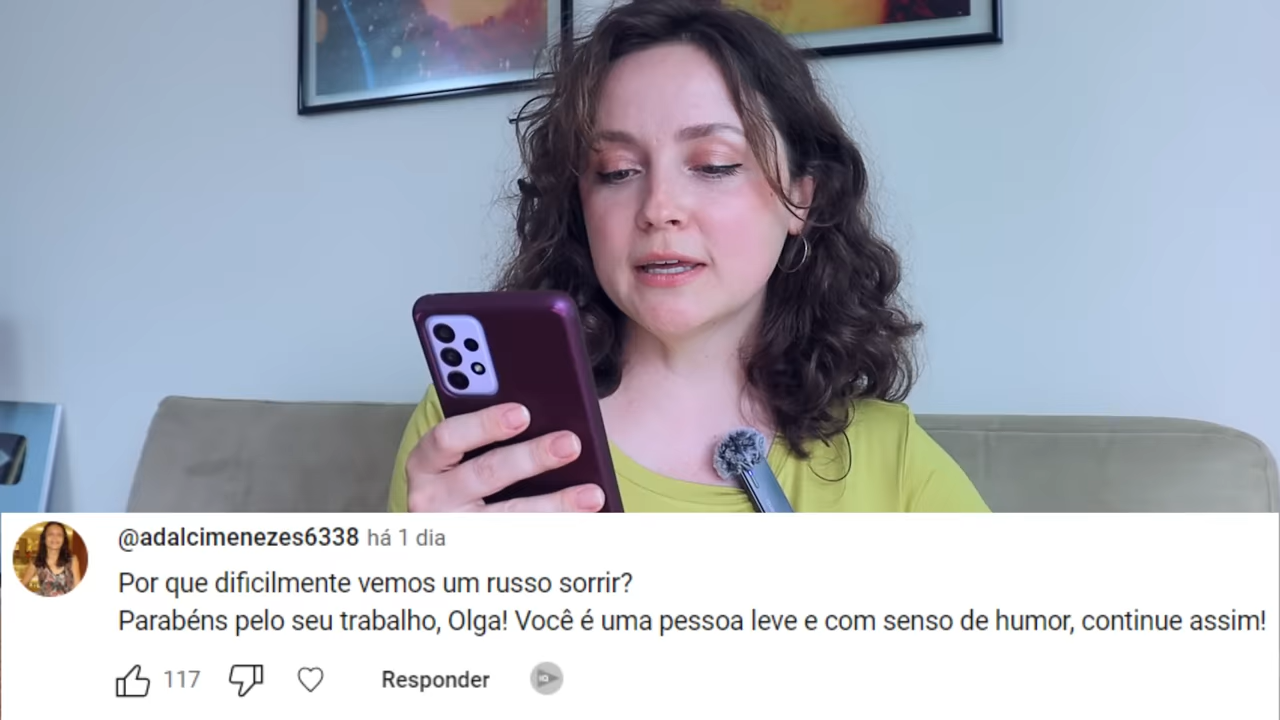 @adalcimenezes6338 há 1 dia
Por que dificilmente vemos um russo sorrir?
Parabéns pelo seu trabalho, Olga! Você é uma pessoa leve e com senso de humor, continue assim!
117 Responder